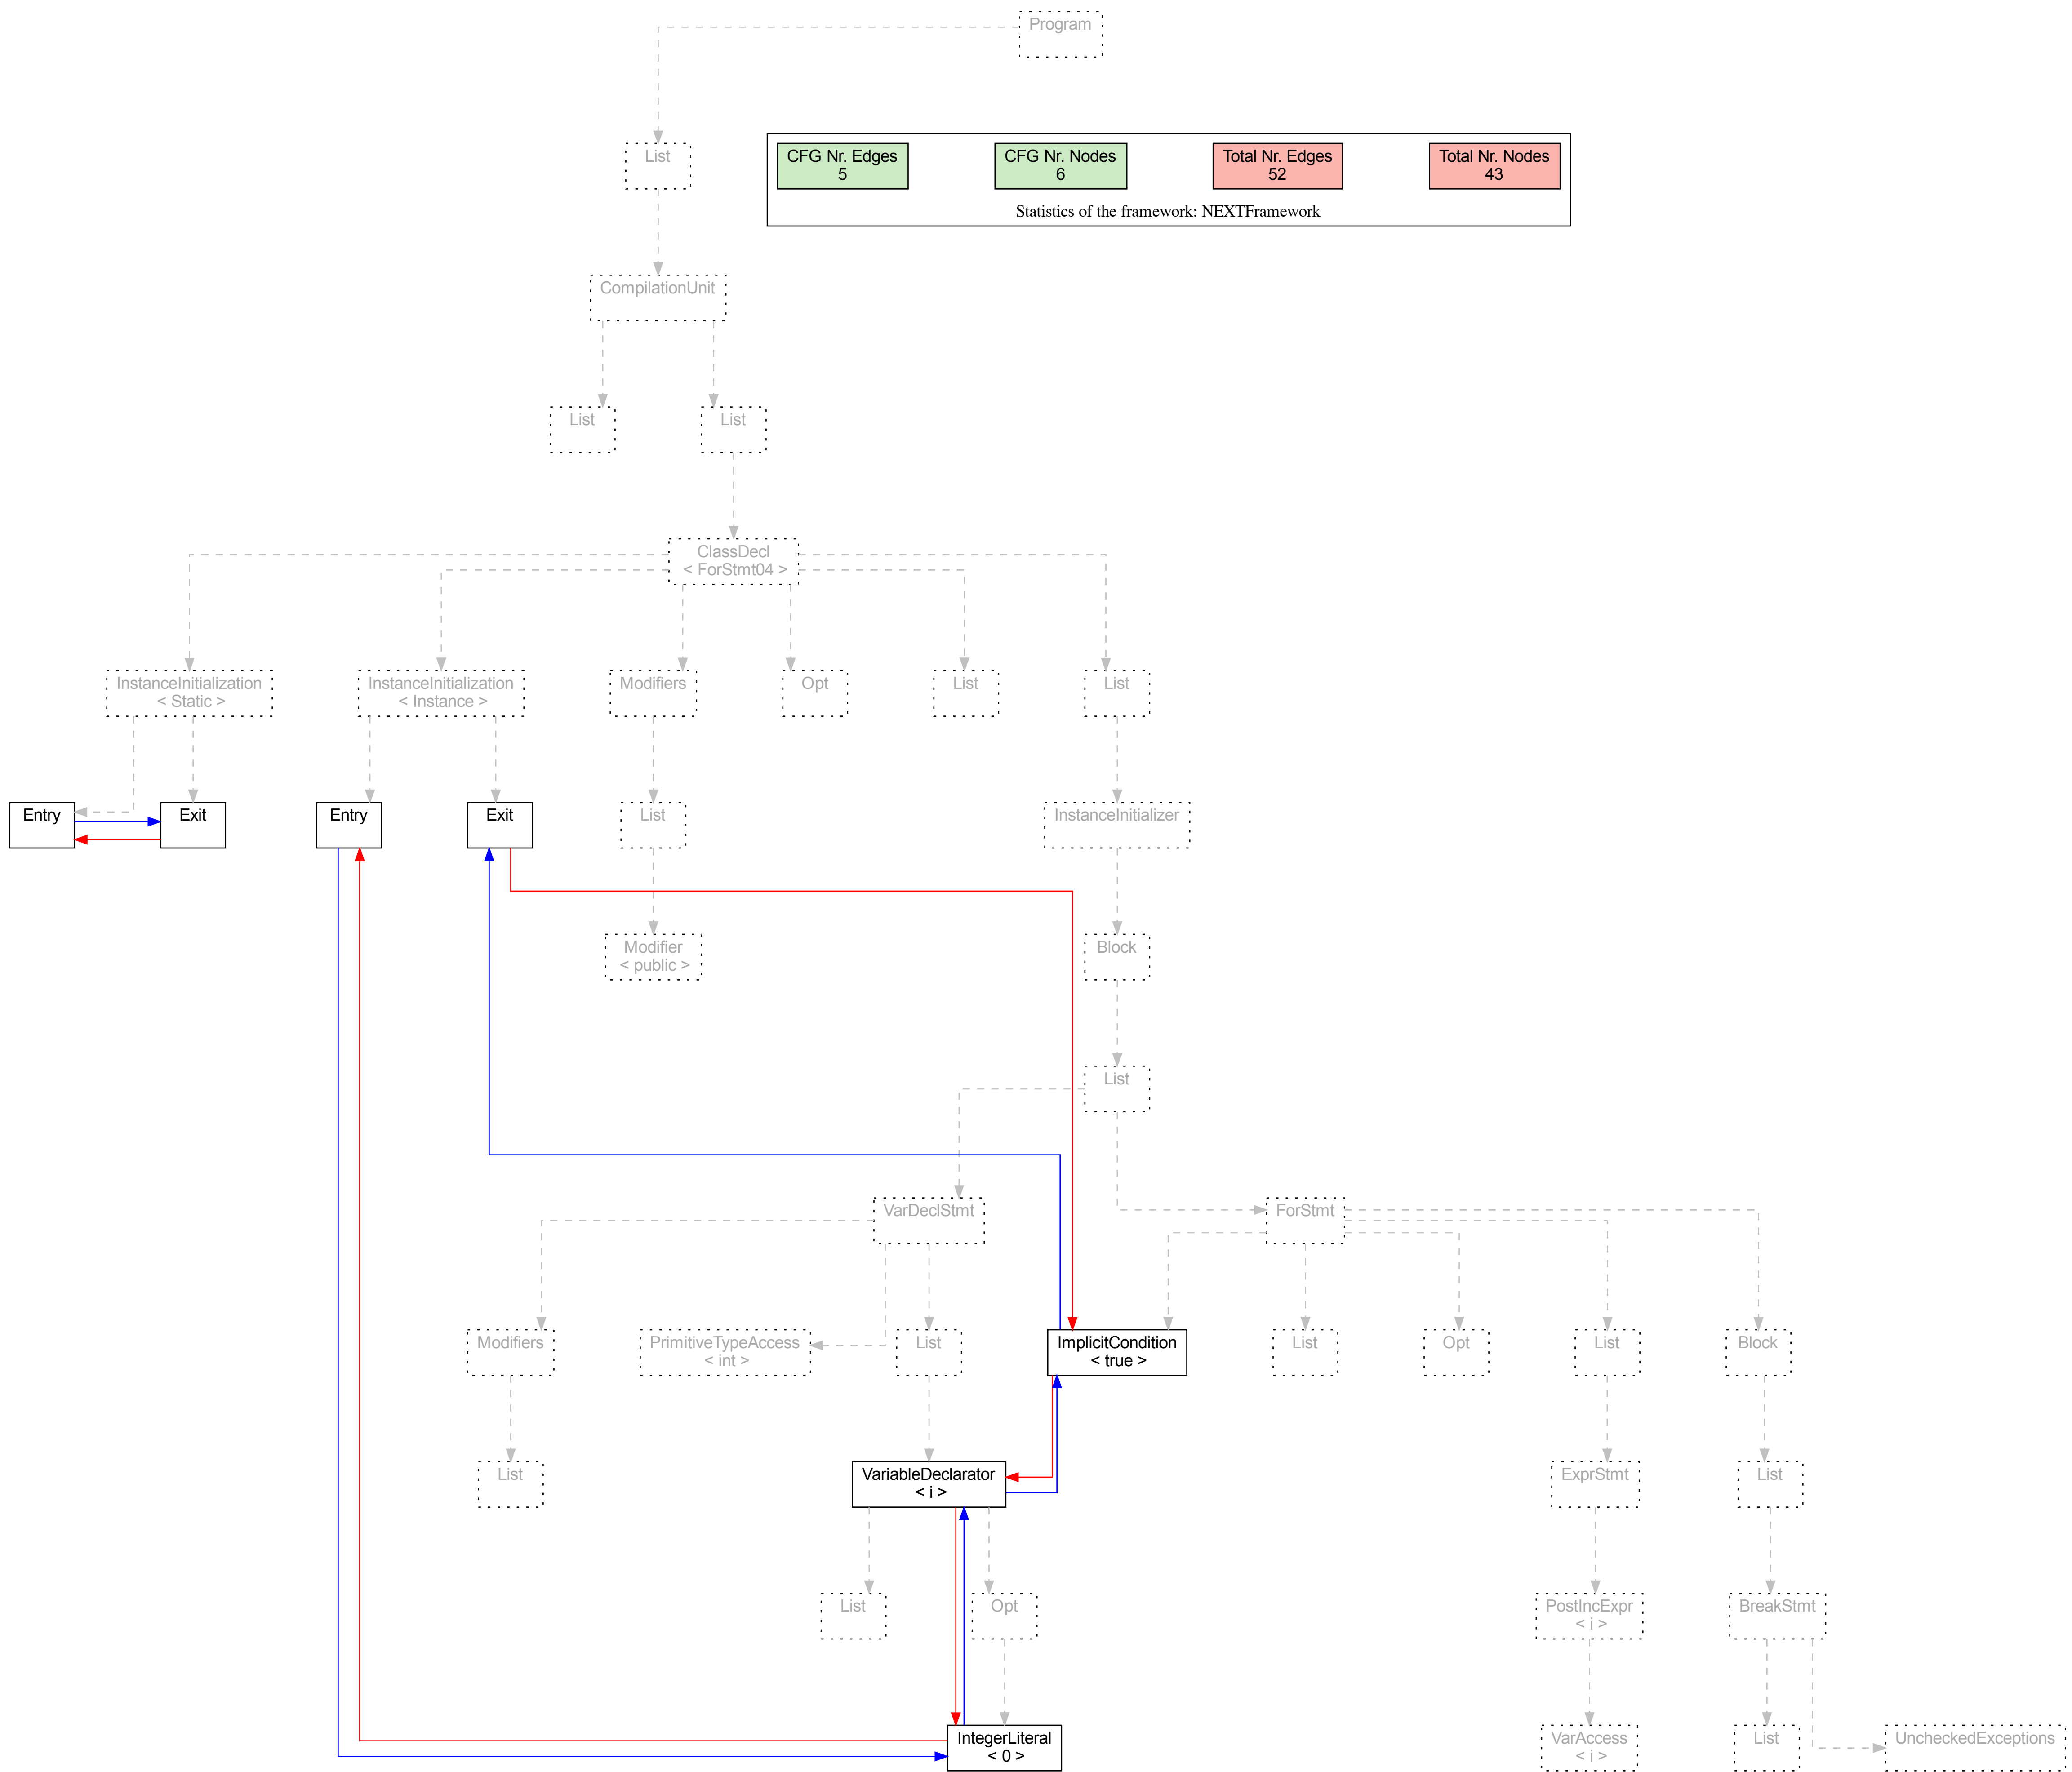 Program
List
CFG Nr. Edges
5
CFG Nr. Nodes
6
Total Nr. Edges
52
Total Nr. Nodes
43
Statistics of the framework: NEXTFramework
CompilationUnit
List
List
ClassDecl
< ForStmt04 >
InstanceInitialization
< Static >
InstanceInitialization
< Instance >
Modifiers
Opt
List
List
Entry
Exit
Entry
Exit
List
InstanceInitializer
Modifier
< public >
Block
List
VarDeclStmt
ForStmt
Modifiers
PrimitiveTypeAccess
< int >
List
ImplicitCondition
< true >
List
Opt
List
Block
List
VariableDeclarator
< i >
ExprStmt
List
List
Opt
PostIncExpr
< i >
BreakStmt
IntegerLiteral
< 0 >
VarAccess
< i >
List
UncheckedExceptions